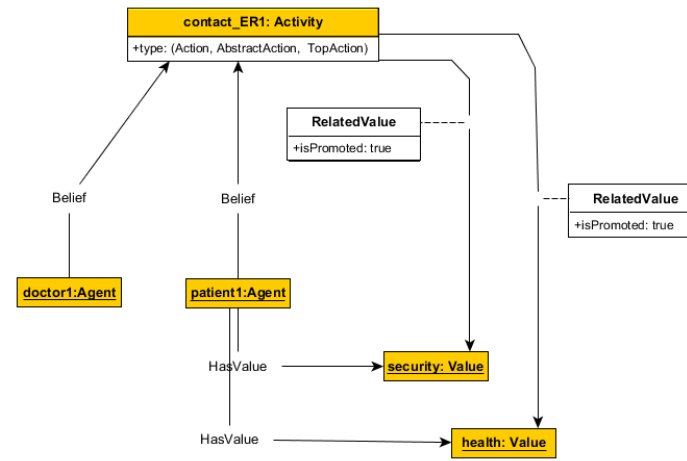 contact_ER1: Activity
+type: (Action, AbstractAction, TopAction)
RelatedValue
+isPromoted: true
RelatedValue
+isPromoted: true
Belief
Belief
doctor1:Agent
patient1:Agent
HasValue
security: Value
HasValue
health: Value